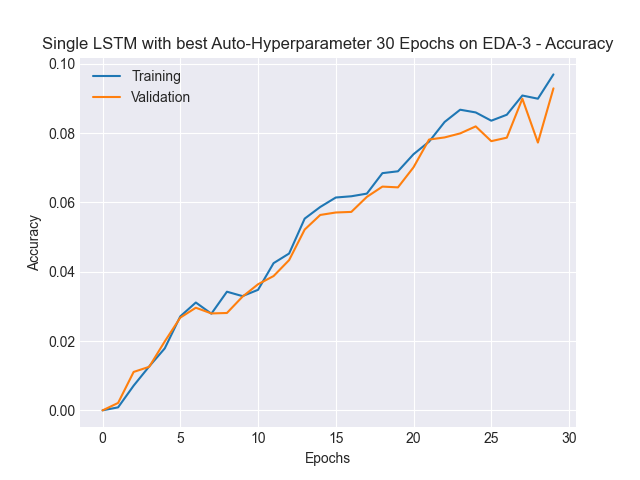 Single LSTM with best Auto-Hyperparameter 30 Epochs on EDA-3 - Accuracy
Training
Validation
0.10
0.08
0.06
0.04
0.02
0.00
Accuracy
0 5 10 15 20 25 30
Epochs